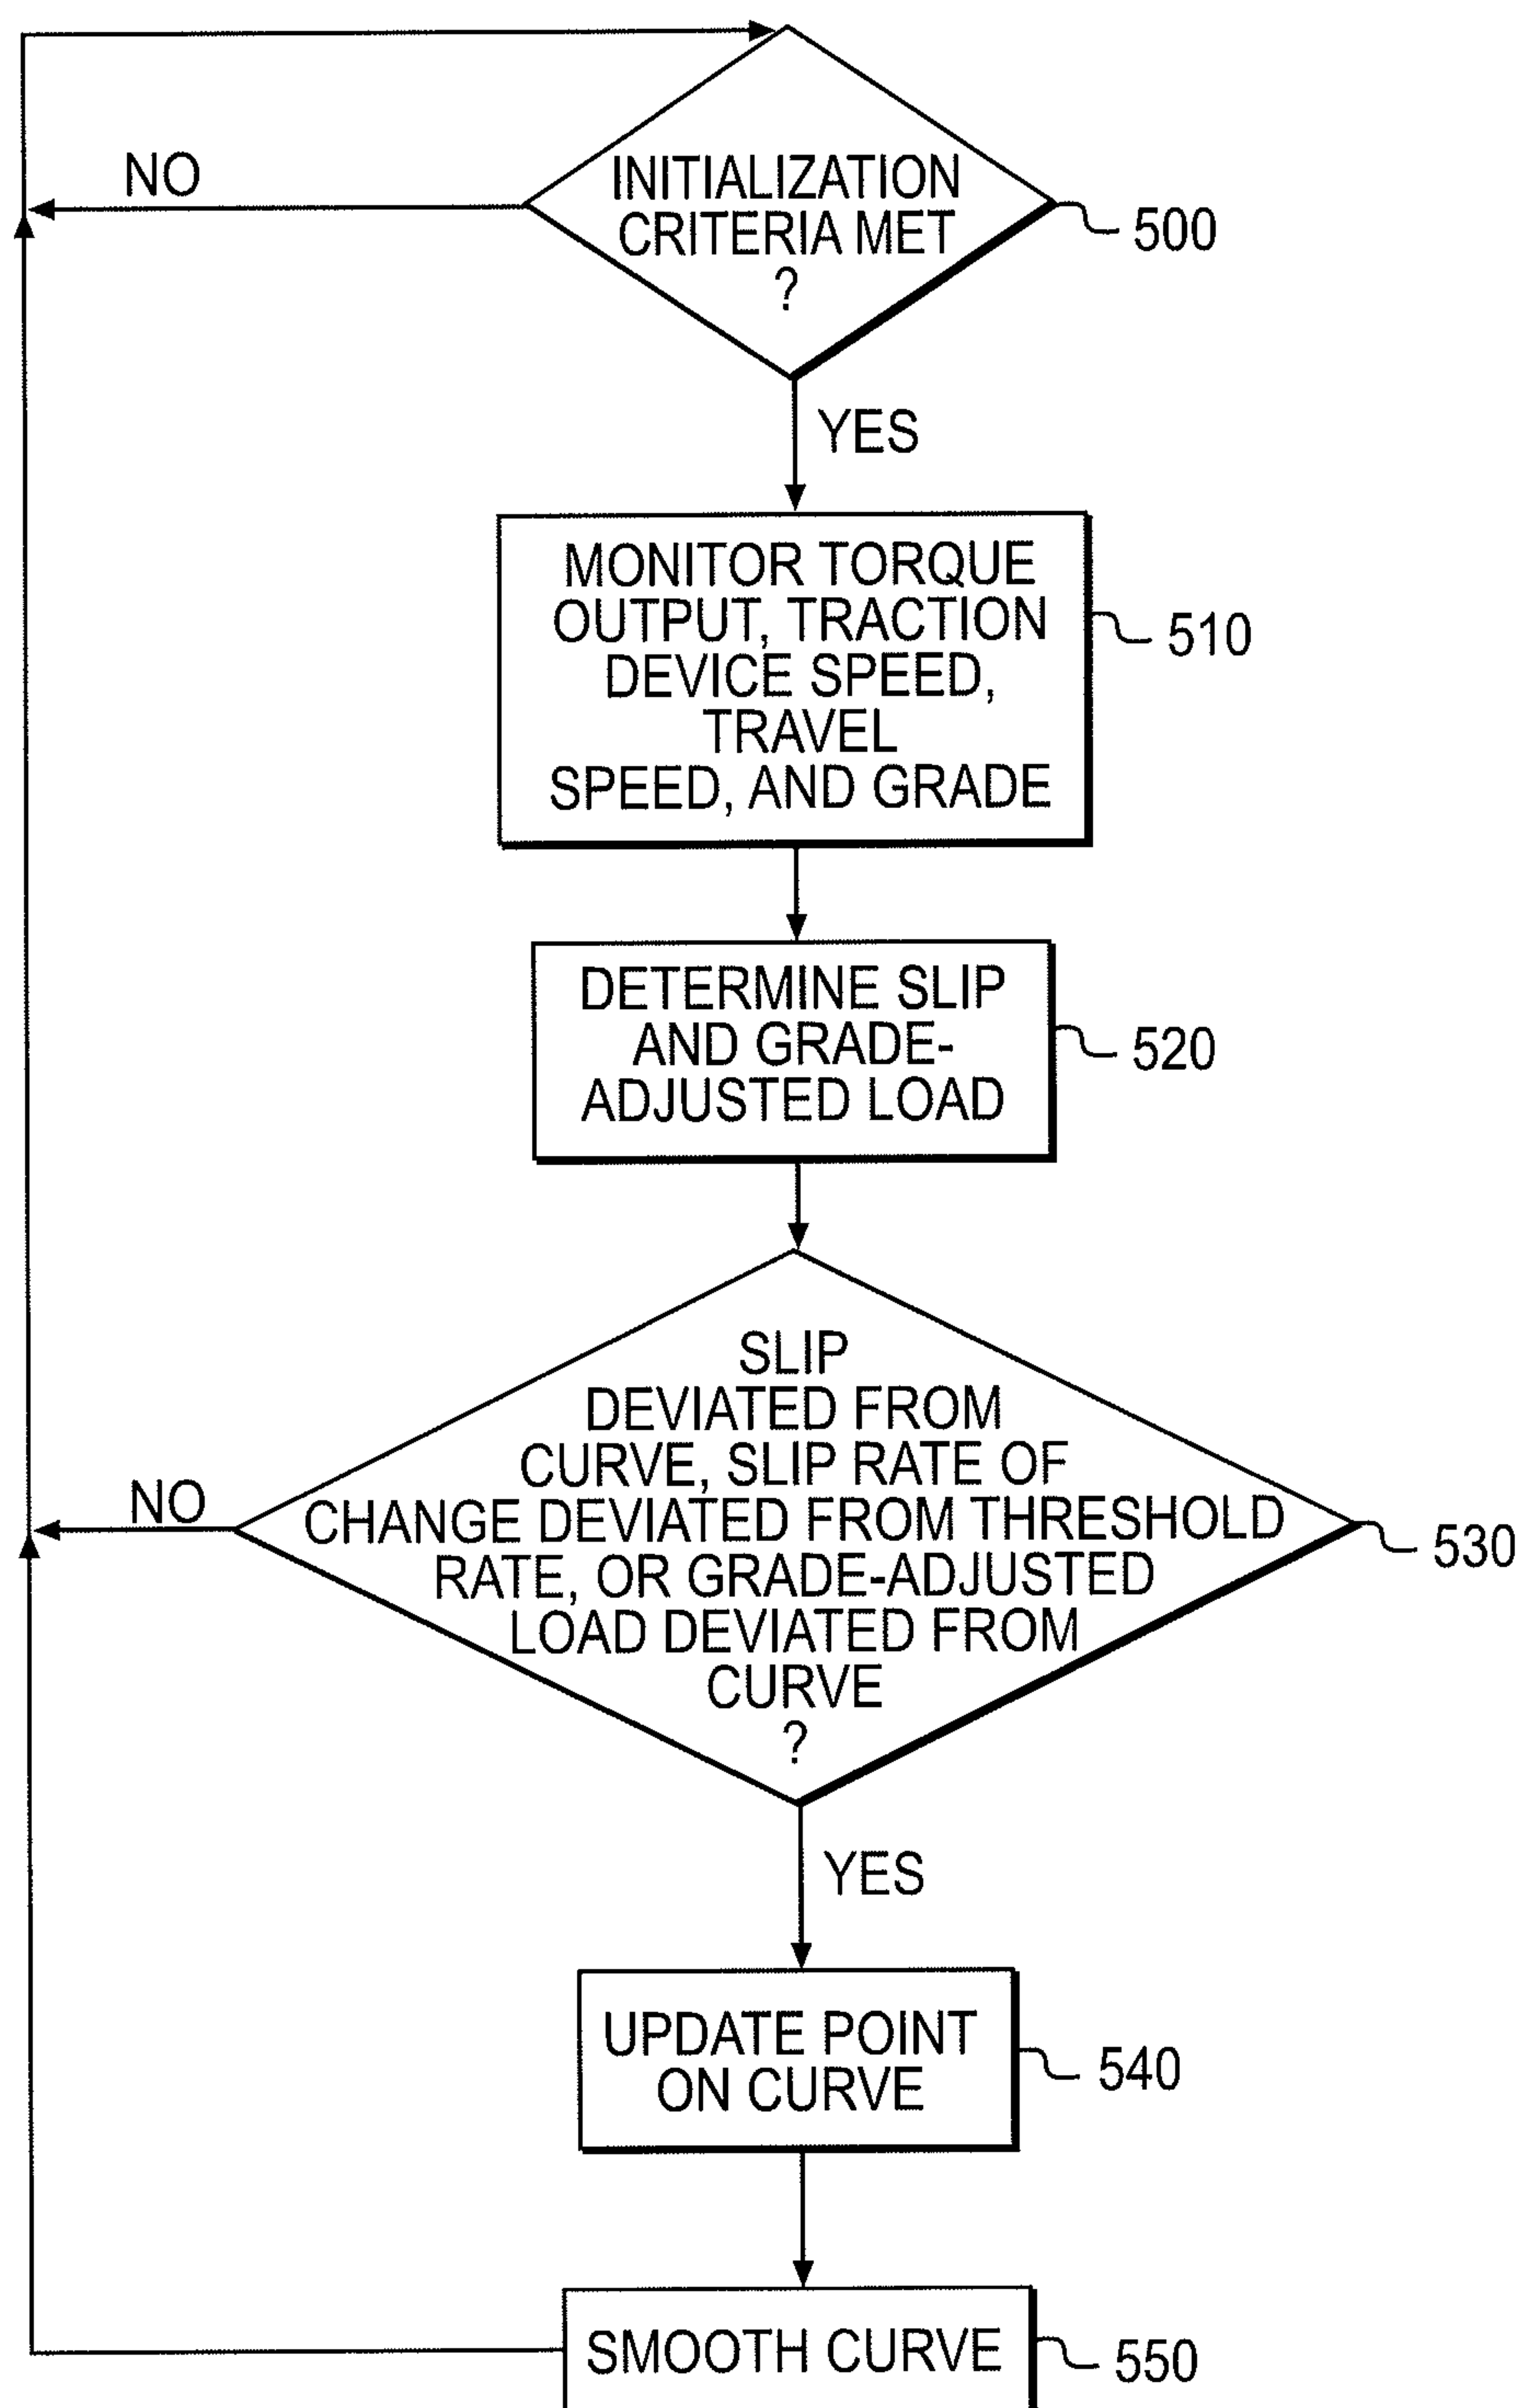 INITIALIZATION
CRITERIA MET
?
NO
500
YES
MONITOR TORQUE
OUTPUT, TRACTION
DEVICE SPEED,
TRAVEL
SPEED, AND GRADE
510
DETERMINE SLIP
AND GRADE-
ADJUSTED LOAD
520
SLIP
DEVIATED FROM
CURVE, SLIP RATE OF
CHANGE DEVIATED FROM THRESHOLD
RATE, OR GRADE-ADJUSTED
LOAD DEVIATED FROM
CURVE
?
NO
530
YES
UPDATE POINT
ON CURVE
540
SMOOTH CURVE
550